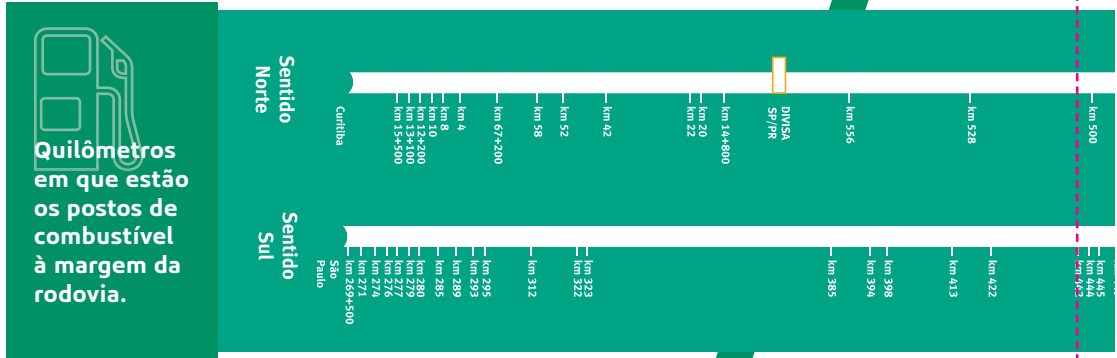 Quilômetros
em que estão
os postos de
combustível
à margem da
rodovia.
Sentido
Norte
Curitiba
km 15+500
km 13+100
km 12+200
km 10
km 8
km 4
km 67+200
km 58
km 52
km 42
km 22
km 20
km 14+800
DIVISA
SP/PR
km 556
km 528
km 500
Sentido
Sul
São
Paulo
km 269+500
km 271
km 274
km 276
km 277
km 279
km 280
km 285
km 289
km 293
km 295
km 312
km 322
km 323
km 385
km 394
km 398
km 413
km 422
km 444
km 445